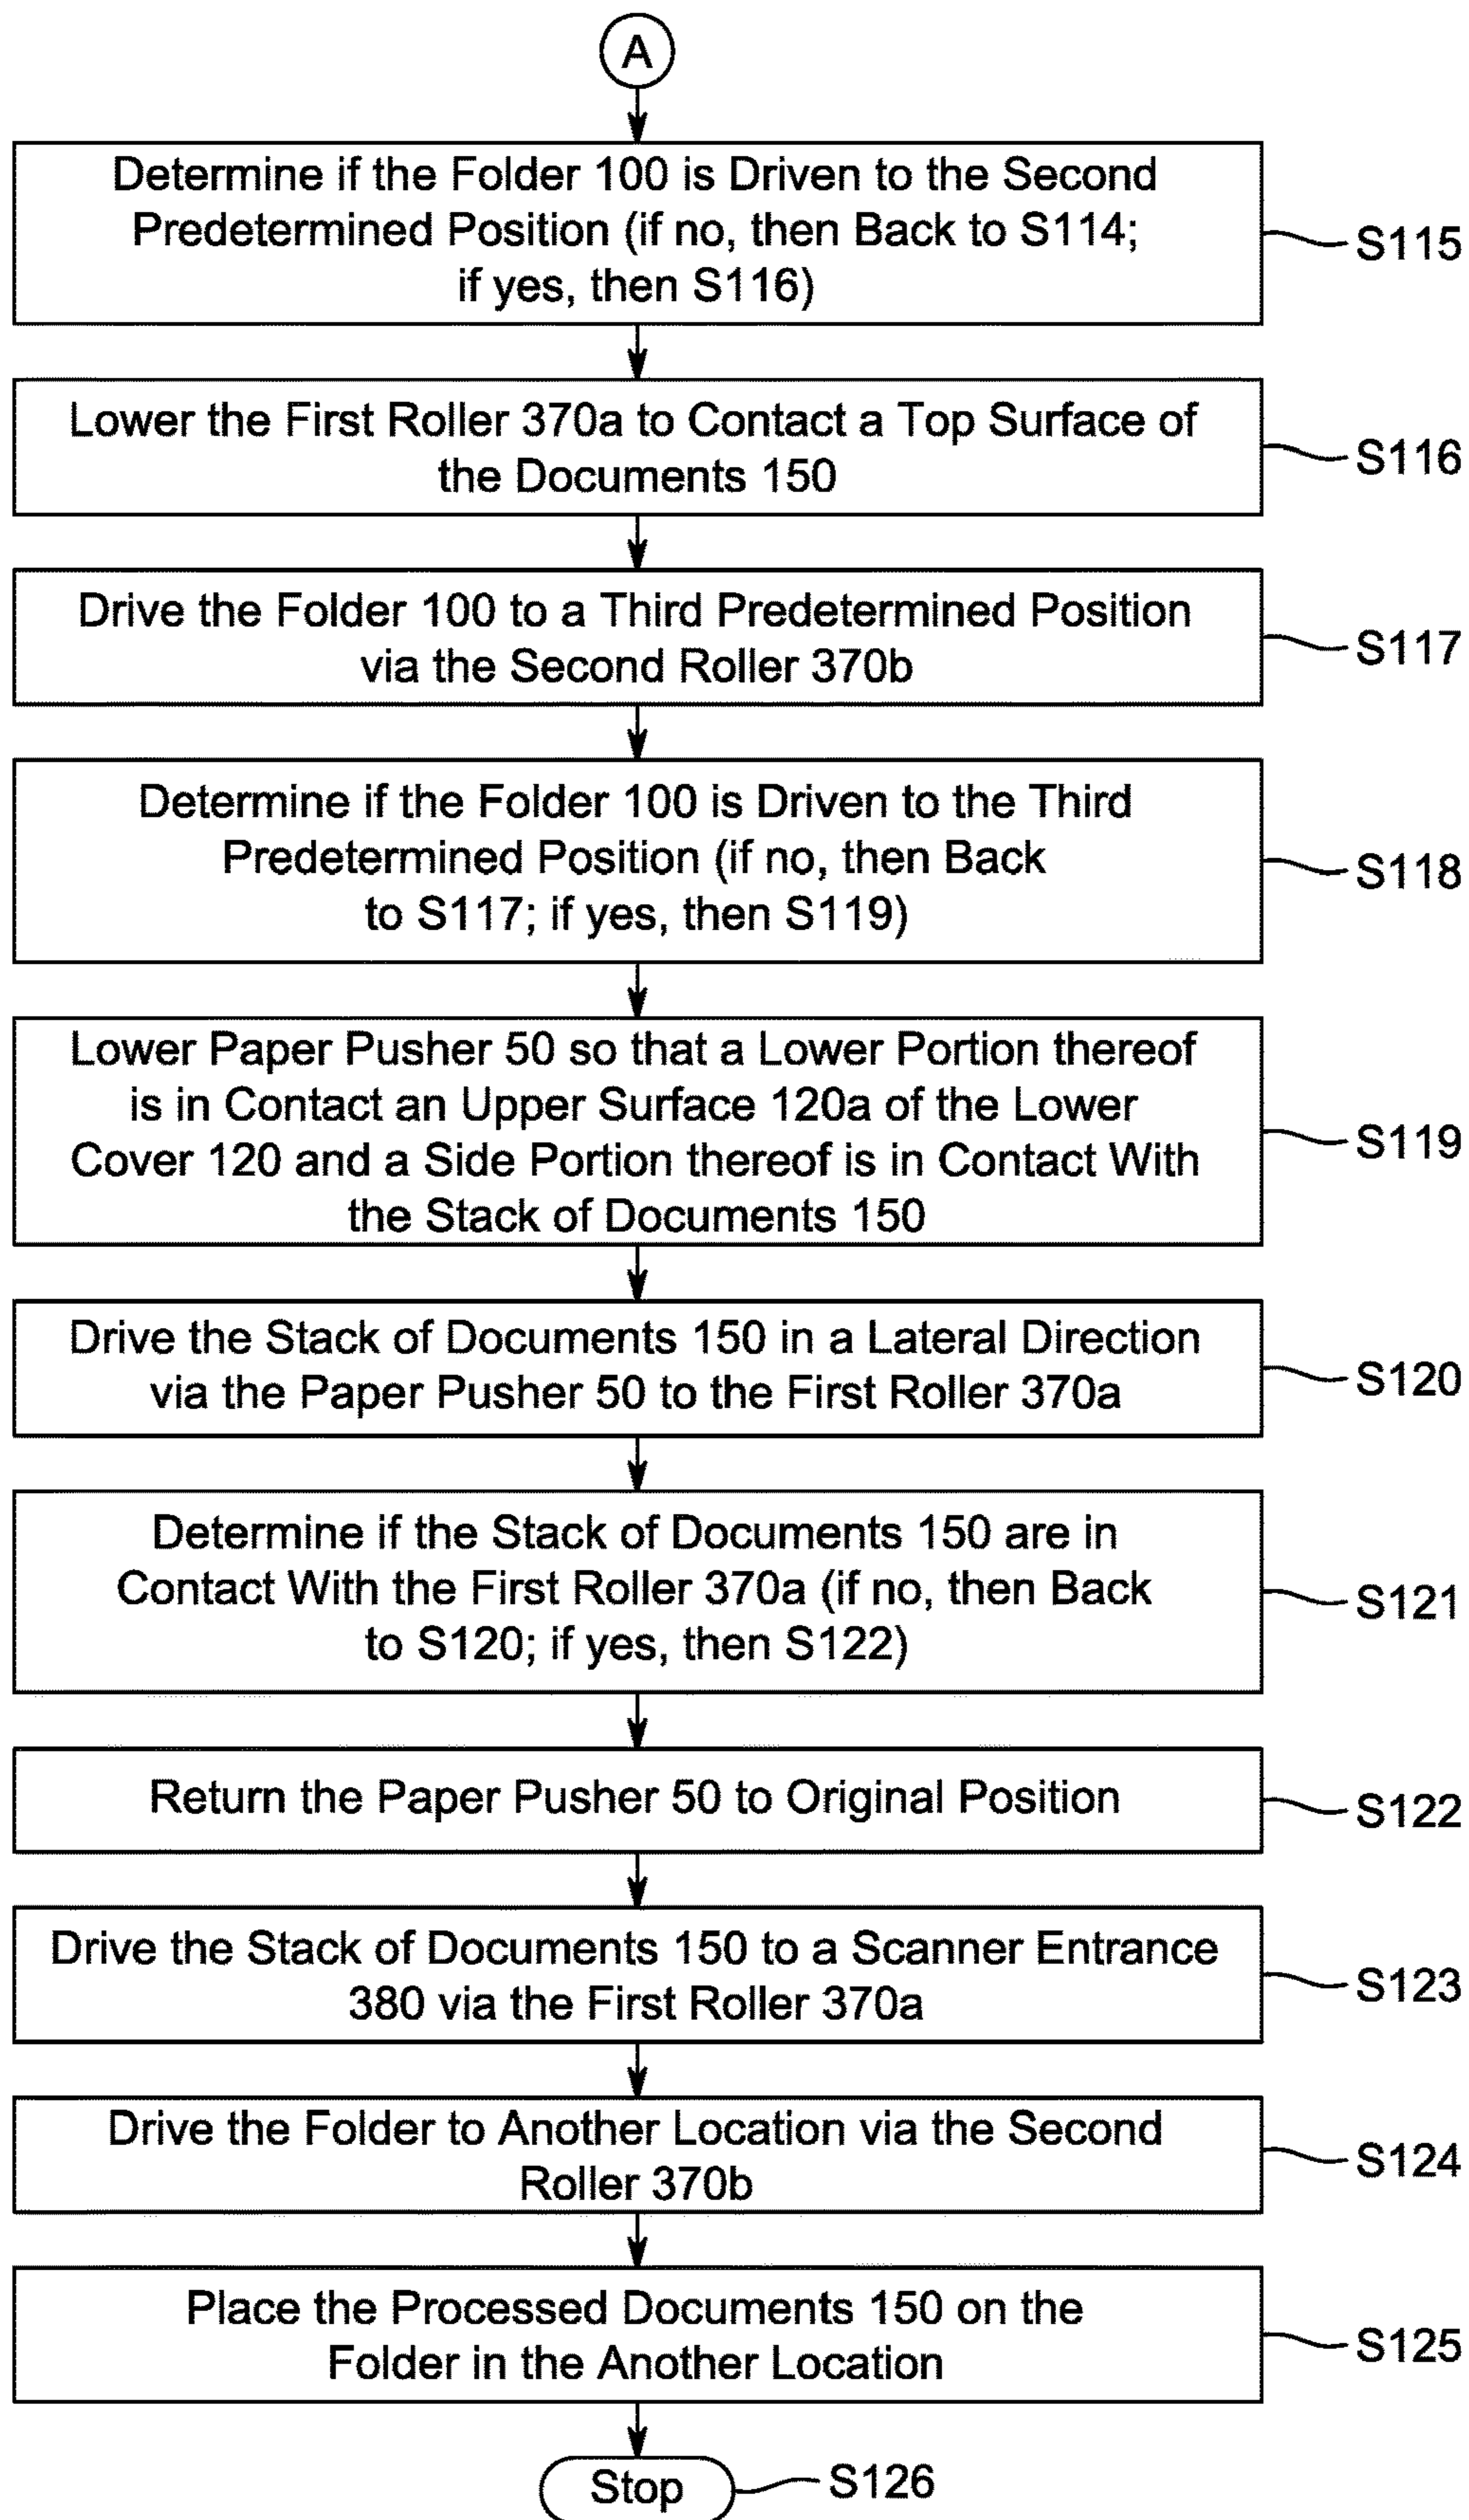 A
Determine if the Folder 100 is Driven to the Second
Predetermined Position (if no, then Back to S114;
if yes, then S116)
S115
Lower the First Roller 370a to Contact a Top Surface of
the Documents 150
S116
Drive the Folder 100 to a Third Predetermined Position
via the Second Roller 370b
S117
Determine if the Folder 100 is Driven to the Third
Predetermined Position (if no, then Back
to S117; if yes, then S119)
S118
Lower Paper Pusher 50 so that a Lower Portion thereof
is in Contact an Upper Surface 120a of the Lower
Cover 120 and a Side Portion thereof is in Contact With
the Stack of Documents 150
S119
Drive the Stack of Documents 150 in a Lateral Direction
via the Paper Pusher 50 to the First Roller 370a
S120
Determine if the Stack of Documents 150 are in
Contact With the First Roller 370a (if no, then Back
to S120; if yes, then S122)
S121
Return the Paper Pusher 50 to Original Position
S122
Drive the Stack of Documents 150 to a Scanner Entrance
380 via the First Roller 370a
S123
Drive the Folder to Another Location via the Second
Roller 370b
S124
Place the Processed Documents 150 on the
Folder in the Another Location
S125
Stop
S126